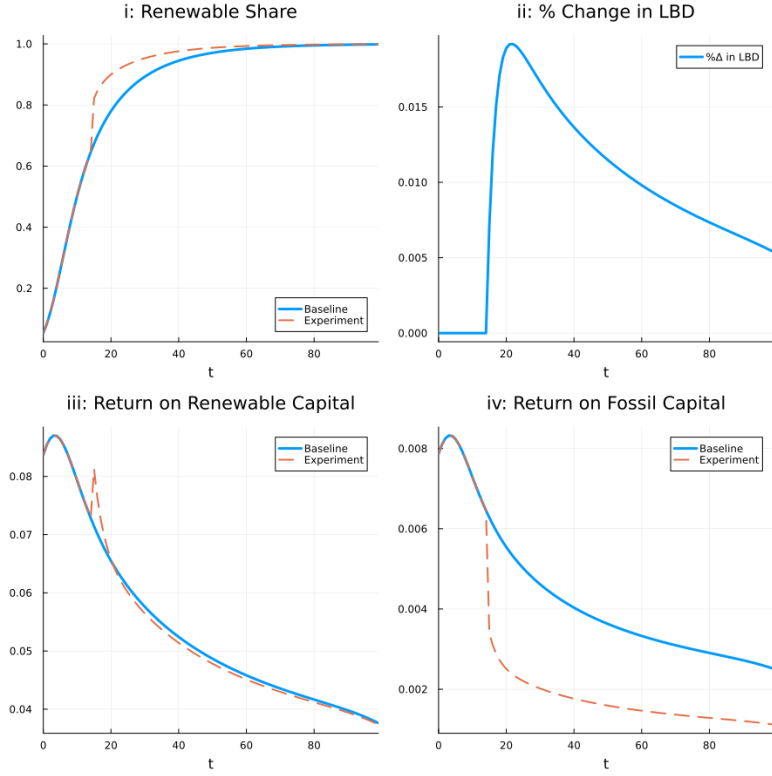 i: Renewable Share
1.0
0.8
0.6
0.4
0.2
Baseline
Experiment
0 20 40 60 80
t
ii: % Change in LBD
%Δ in LBD
0.015
0.010
0.005
0.000
0 20 40 60 80
t
iii: Return on Renewable Capital
Baseline
Experiment
0.08
0.07
0.06
0.05
0.04
0 20 40 60 80
t
iv: Return on Fossil Capital
Baseline
Experiment
0.008
0.006
0.004
0.002
0 20 40 60 80
t